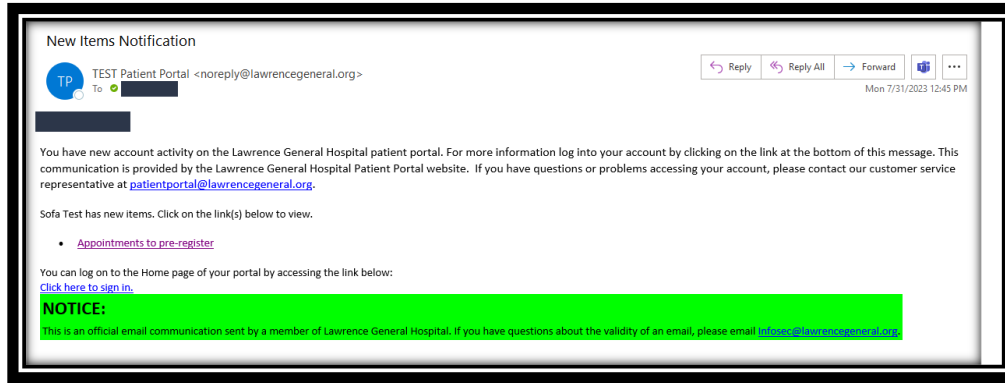 New Items Notification
TP
TEST Patient Portal <noreply@lawrencegeneral.org>
To
Reply
Reply All
Forward
Mon 7/31/2023 12:45 PM
You have new account activity on the Lawrence General Hospital patient portal. For more information log into your account by clicking on the link at the bottom of this message. This
communication is provided by the Lawrence General Hospital Patient Portal website. If you have questions or problems accessing your account, please contact our customer service
representative at patientportal@lawrencegeneral.org.
Sofa Test has new items. Click on the link(s) below to view.
• Appointments to pre-register
You can log on to the Home page of your portal by accessing the link below:
Click here to sign in.
NOTICE:
This is an official email communication sent by a member of Lawrence General Hospital. If you have questions about the validity of an email, please email Infosec@lawrencegeneral.org.